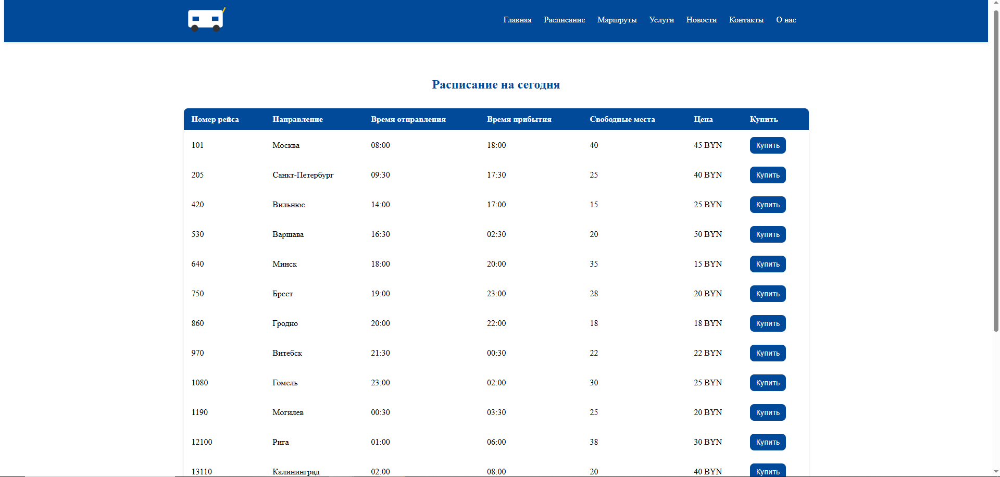 Главная Расписание Маршруты Услуги Новости Контакты О нас
Расписание на сегодня
Номер рейса Направление Время отправления Время прибытия Свободные места Цена Купить
101 Москва 08:00 18:00 40 45 BYN Купить
205 Санкт-Петербург 09:30 17:30 25 40 BYN Купить
420 Вильнюс 14:00 17:00 15 25 BYN Купить
530 Варшава 16:30 02:30 20 50 BYN Купить
640 Минск 18:00 20:00 35 15 BYN Купить
750 Брест 19:00 23:00 28 20 BYN Купить
860 Гродно 20:00 22:00 18 18 BYN Купить
970 Витебск 21:30 00:30 22 22 BYN Купить
1080 Гомель 23:00 02:00 30 25 BYN Купить
1190 Могилев 00:30 03:30 25 20 BYN Купить
12100 Рига 01:00 06:00 38 30 BYN Купить
13110 Калининград 02:00 08:00 20 40 BYN Купить